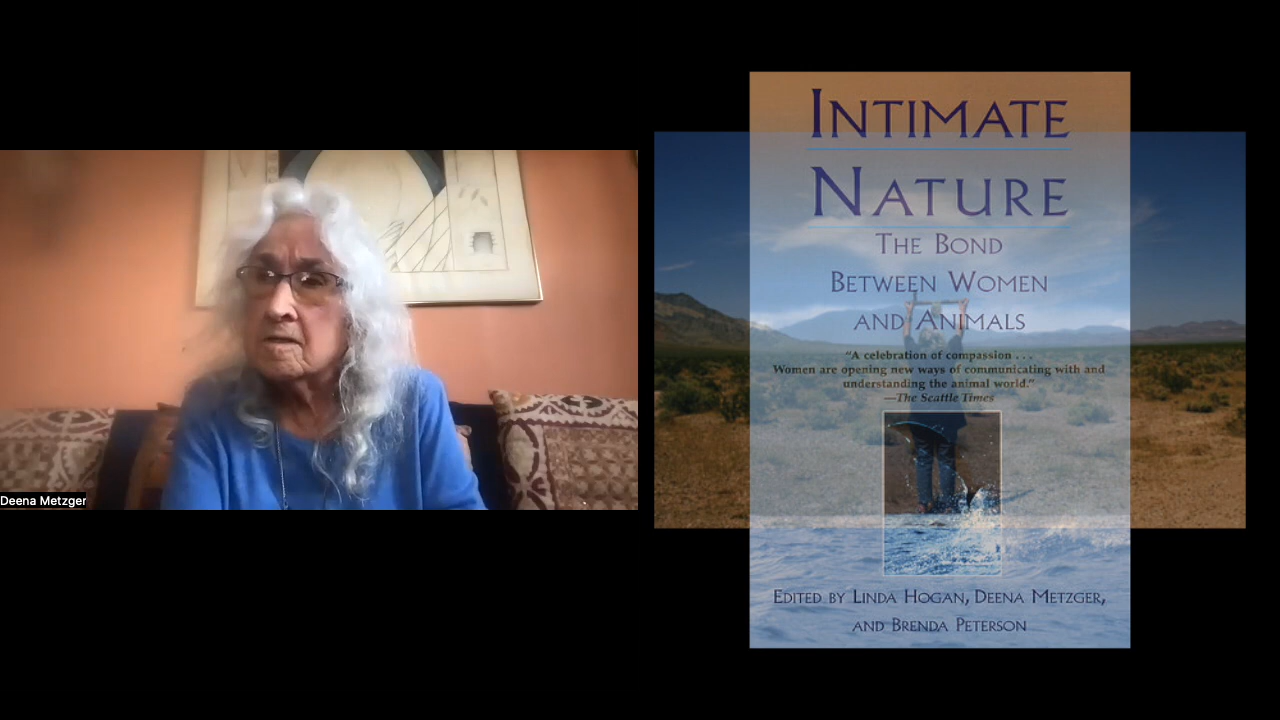 Deena Metzger
INTIMATE
NATURE
THE BOND
BETWEEN WOMEN
AND ANIMALS
“A celebration of compassion . . .
Women are opening new ways of communicating with and
understanding the animal world.”
—The Seattle Times
EDITED BY LINDA HOGAN, DEENA METZGER,
AND BRENDA PETERSON